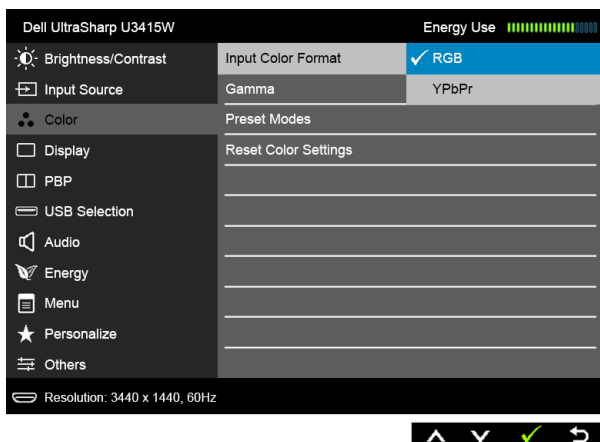 Dell UltraSharp U3415W Energy Use
Brightness/Contrast Input Color Format RGB
Input Source Gamma YPbPr
Color Preset Modes
Display Reset Color Settings
PBP
USB Selection
Audio
Energy
Menu
Personalize
Others
Resolution: 3440 x 1440, 60Hz